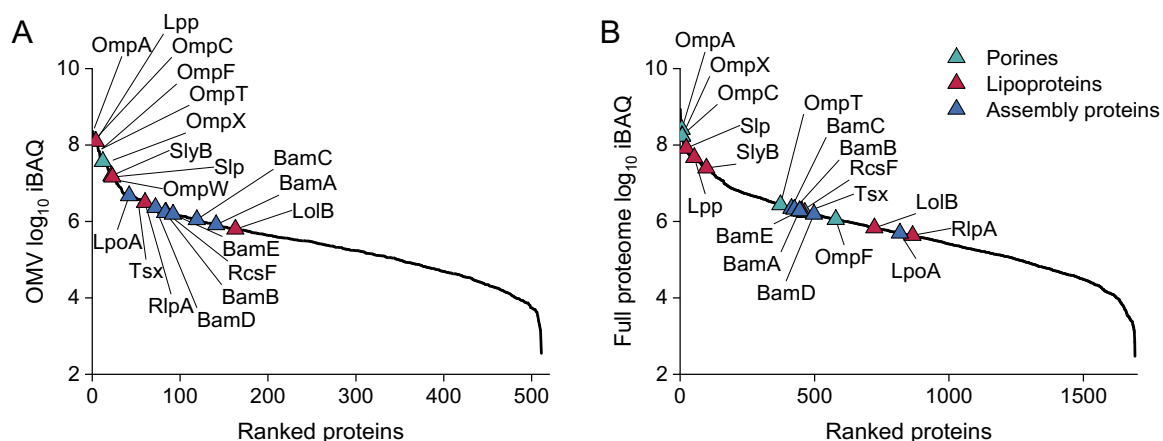 A
Lpp
OmpA
OmpC
OmpF
OmpT
OmpX
SlyB
Slp
OmpW
BamC
BamA
LolB
LpoA
Tsx
RlpA
BamD
BamB
RcsF
BamE
OMV log10 iBAQ
10
8
6
4
2
0
100
200
300
400
500
Ranked proteins
B
OmpA
OmpX
OmpC
Slp
SlyB
Lpp
OmpT
BamC
BamB
RcsF
Tsx
LolB
RlpA
BamE
BamA
BamD
OmpF
LpoA
Porines
Lipoproteins
Assembly proteins
Full proteome log10 iBAQ
10
8
6
4
2
0
500
1000
1500
Ranked proteins